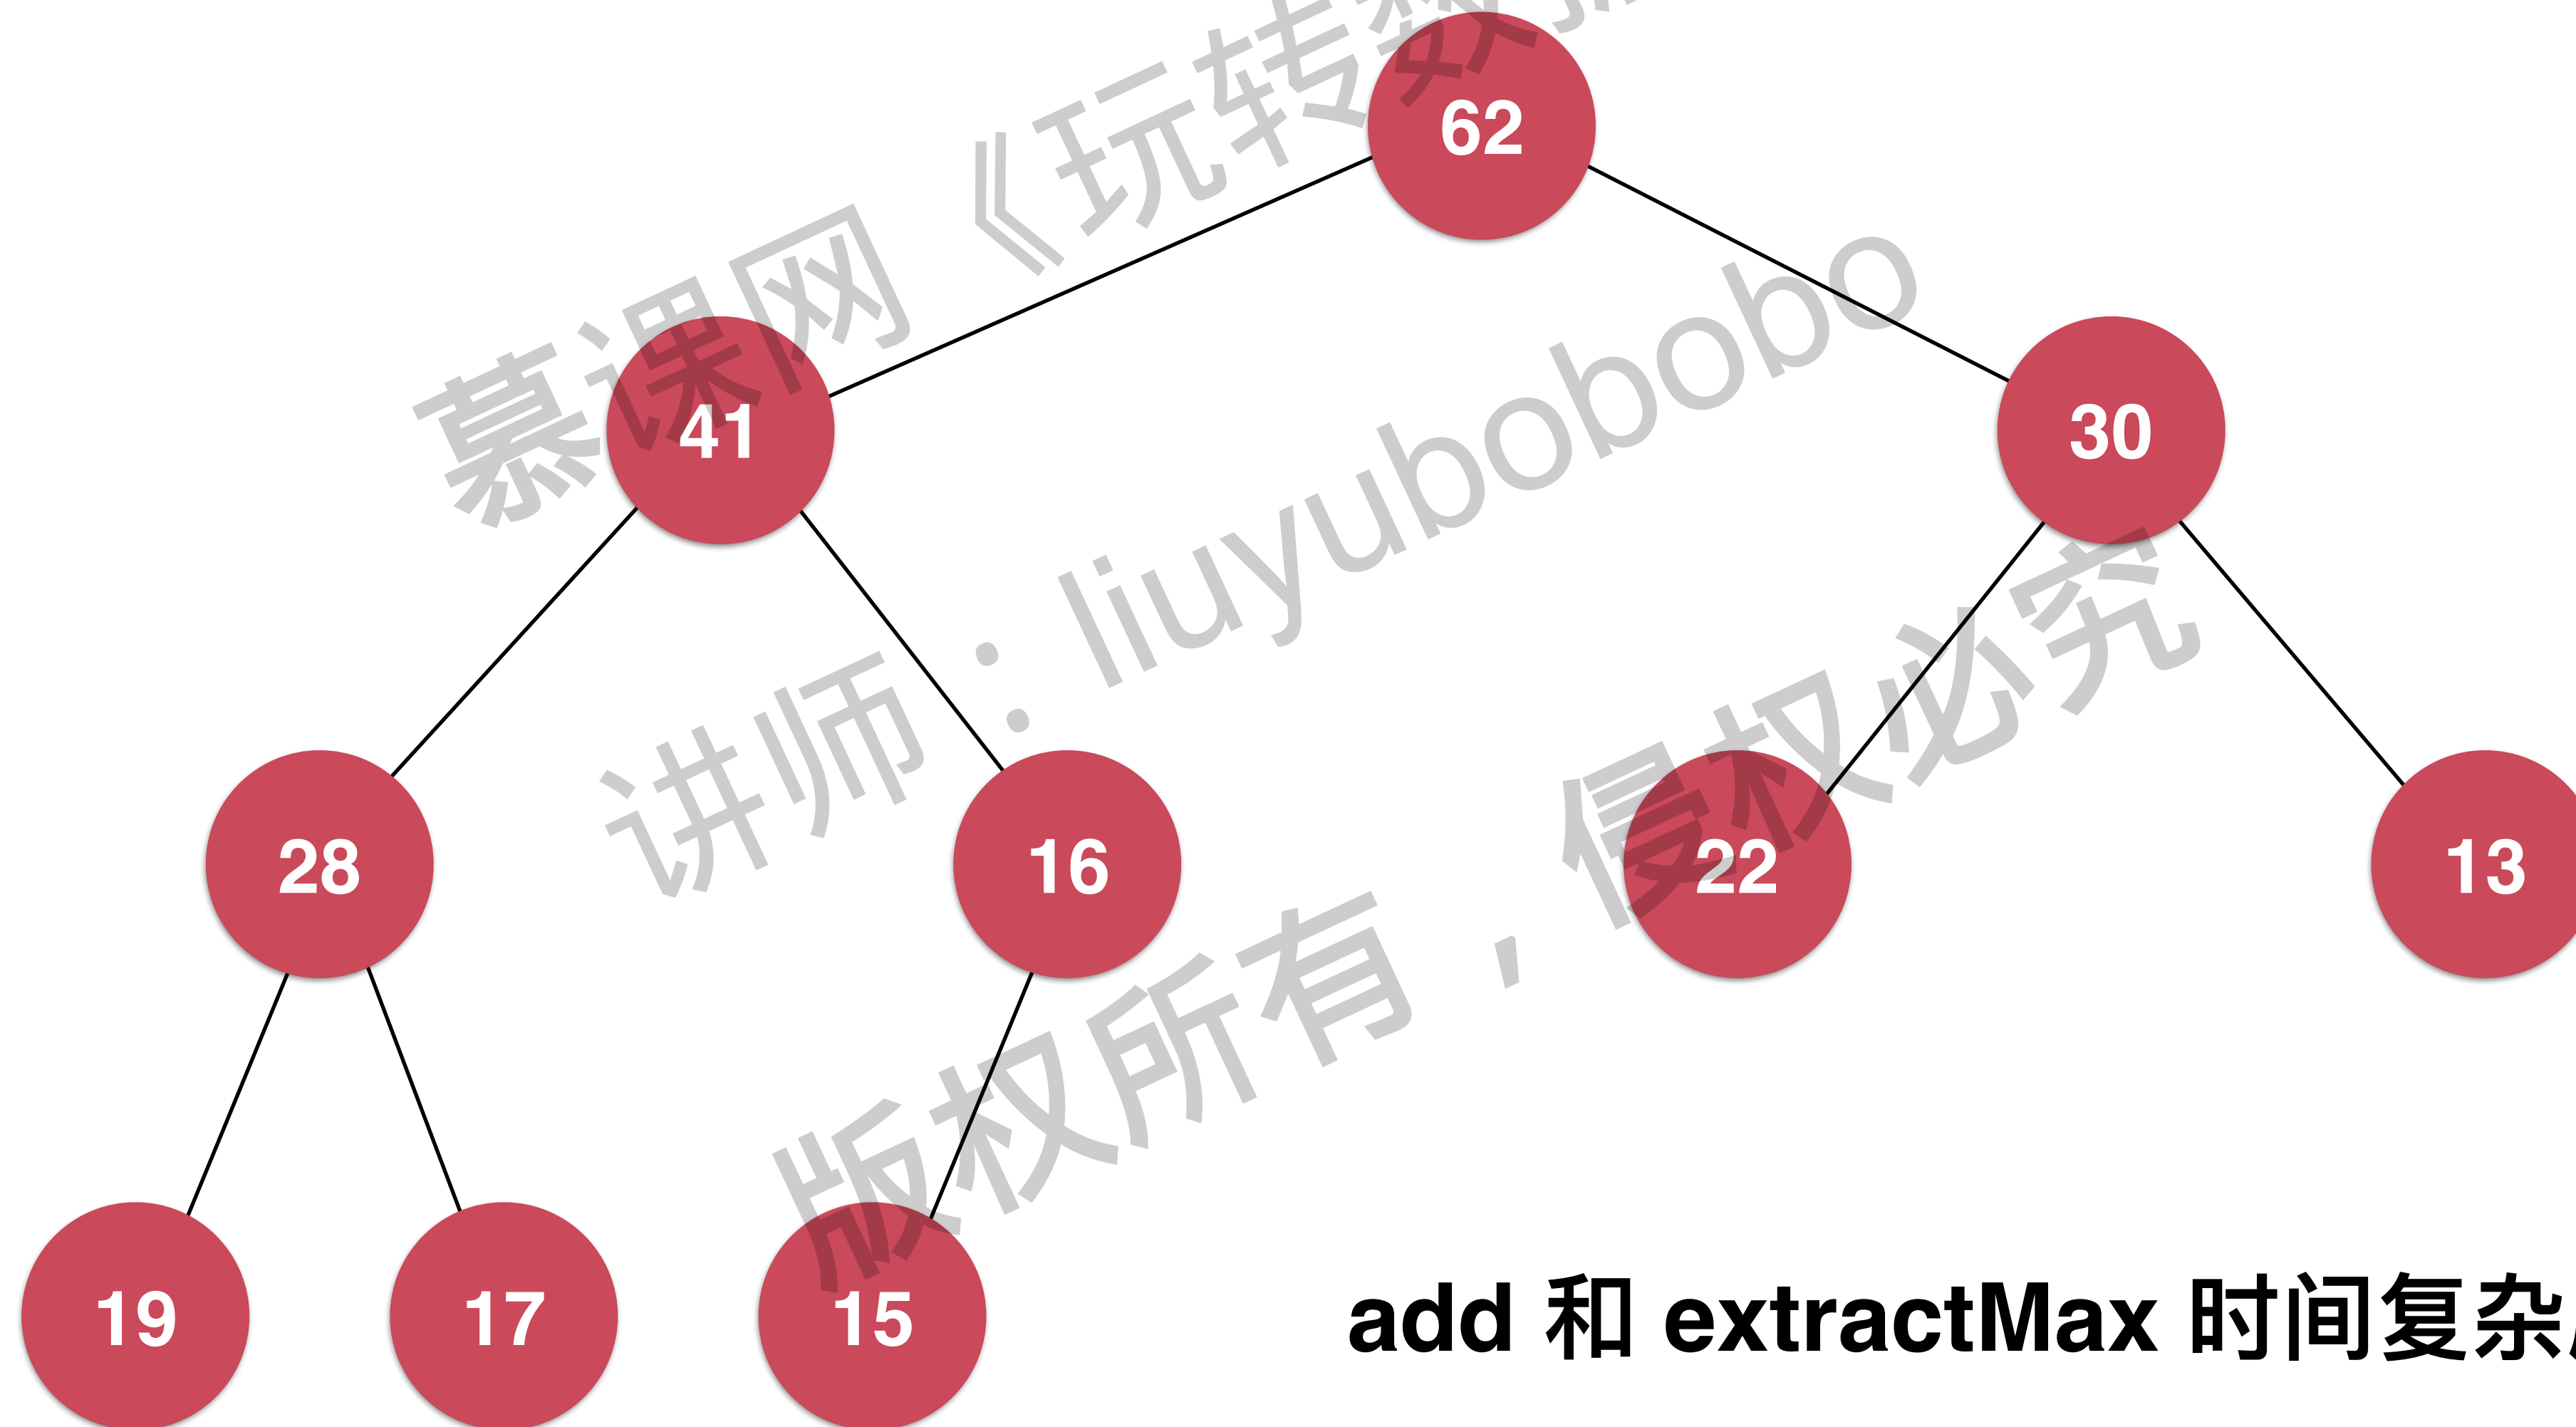 62
41
30
28
16
22
13
19
17
15
add 和 extractMax 时间复杂
慕课网《玩转数
讲师：liuyubobobo
版权所有，侵权必究